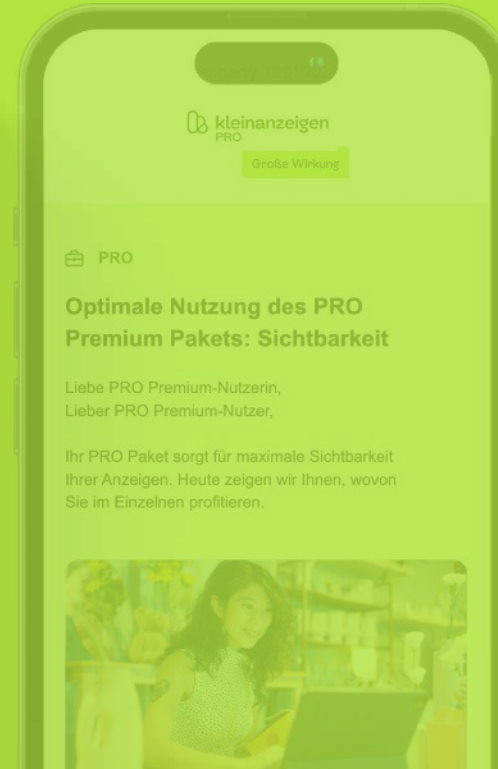 kleinanzeigen
PRO
Große Wirkung
PRO
Optimale Nutzung des PRO
Premium Pakets: Sichtbarkeit
Liebe PRO Premium-Nutzerin,
Lieber PRO Premium-Nutzer,
Ihr PRO Paket sorgt für maximale Sichtbarkeit
Ihrer Anzeigen. Heute zeigen wir Ihnen, wovon
Sie im Einzelnen profitieren.